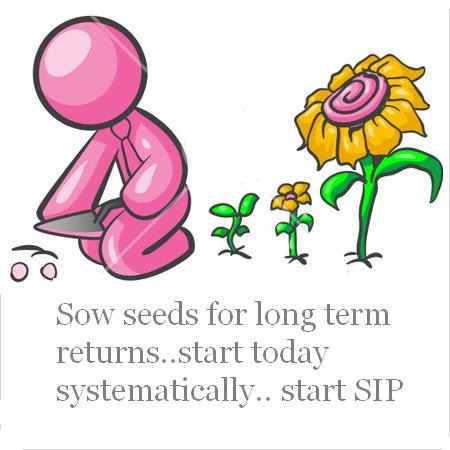 Sow seeds for long term
returns..start today
systematically.. start SIP